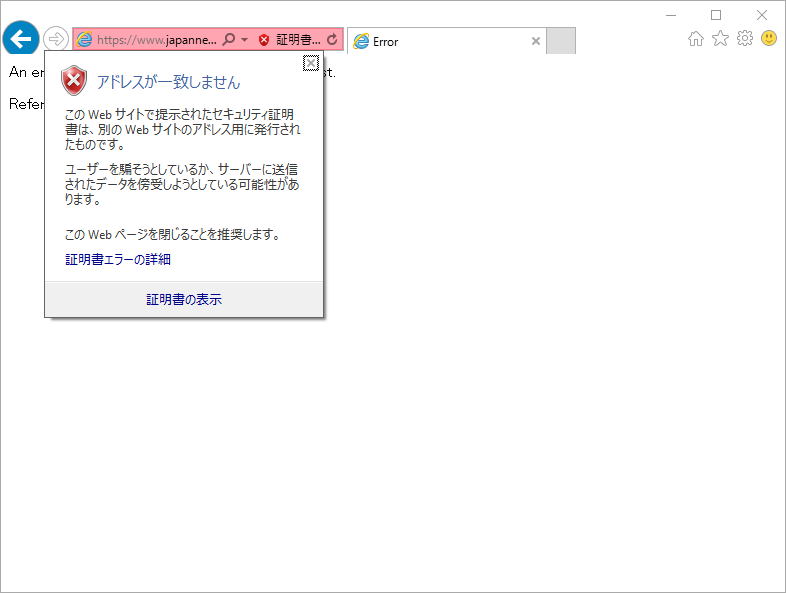 https://www.japanne... 証明書... Error
An er st.
アドレスが一致しません
Refer
この Web サイトで提示されたセキュリティ証明
書は、別の Web サイトのアドレス用に発行され
たものです。
ユーザーを騙そうとしているか、サーバーに送信
されたデータを傍受しようとしている可能性があ
ります。
この Web ページを閉じることを推奨します。
証明書エラーの詳細
証明書の表示